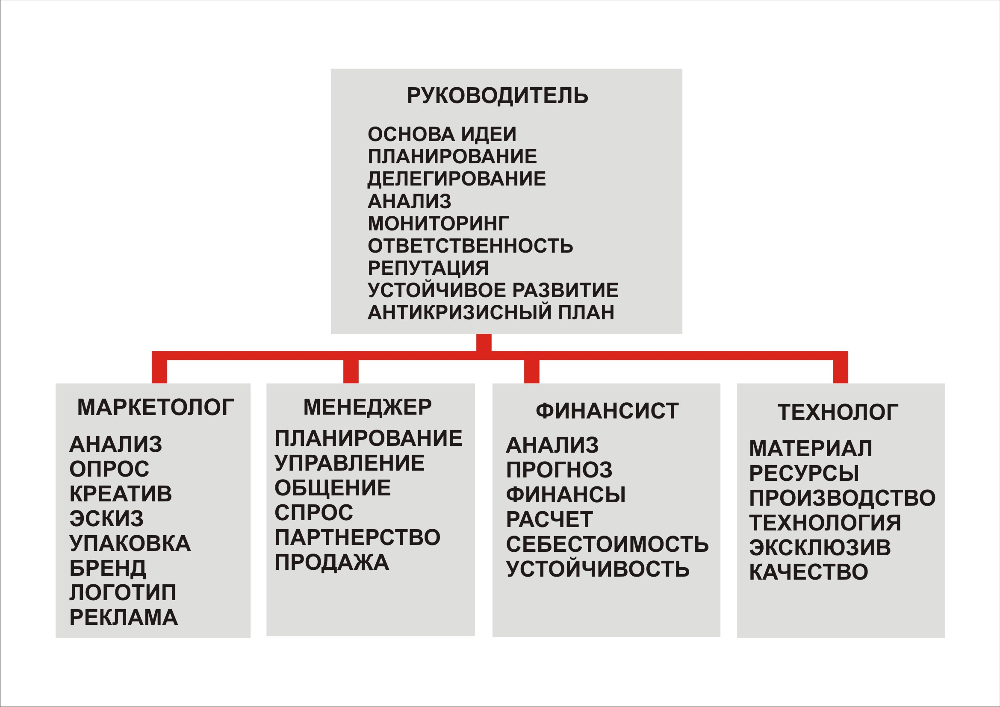 РУКОВОДИТЕЛЬ
ОСНОВА ИДЕИ
ПЛАНИРОВАНИЕ
ДЕЛЕГИРОВАНИЕ
АНАЛИЗ
МОНИТОРИНГ
ОТВЕТСТВЕННОСТЬ
РЕПУТАЦИЯ
УСТОЙЧИВОЕ РАЗВИТИЕ
АНТИКРИЗИСНЫЙ ПЛАН
МАРКЕТОЛОГ
АНАЛИЗ
ОПРОС
КРЕАТИВ
ЭСКИЗ
УПАКОВКА
БРЕНД
ЛОГОТИП
РЕКЛАМА
МЕНЕДЖЕР
ПЛАНИРОВАНИЕ
УПРАВЛЕНИЕ
ОБЩЕНИЕ
СПРОС
ПАРТНЕРСТВО
ПРОДАЖА
ФИНАНСИСТ
АНАЛИЗ
ПРОГНОЗ
ФИНАНСЫ
РАСЧЕТ
СЕБЕСТОИМОСТЬ
УСТОЙЧИВОСТЬ
ТЕХНОЛОГ
МАТЕРИАЛ
РЕСУРСЫ
ПРОИЗВОДСТВО
ТЕХНОЛОГИЯ
ЭКСКЛЮЗИВ
КАЧЕСТВО